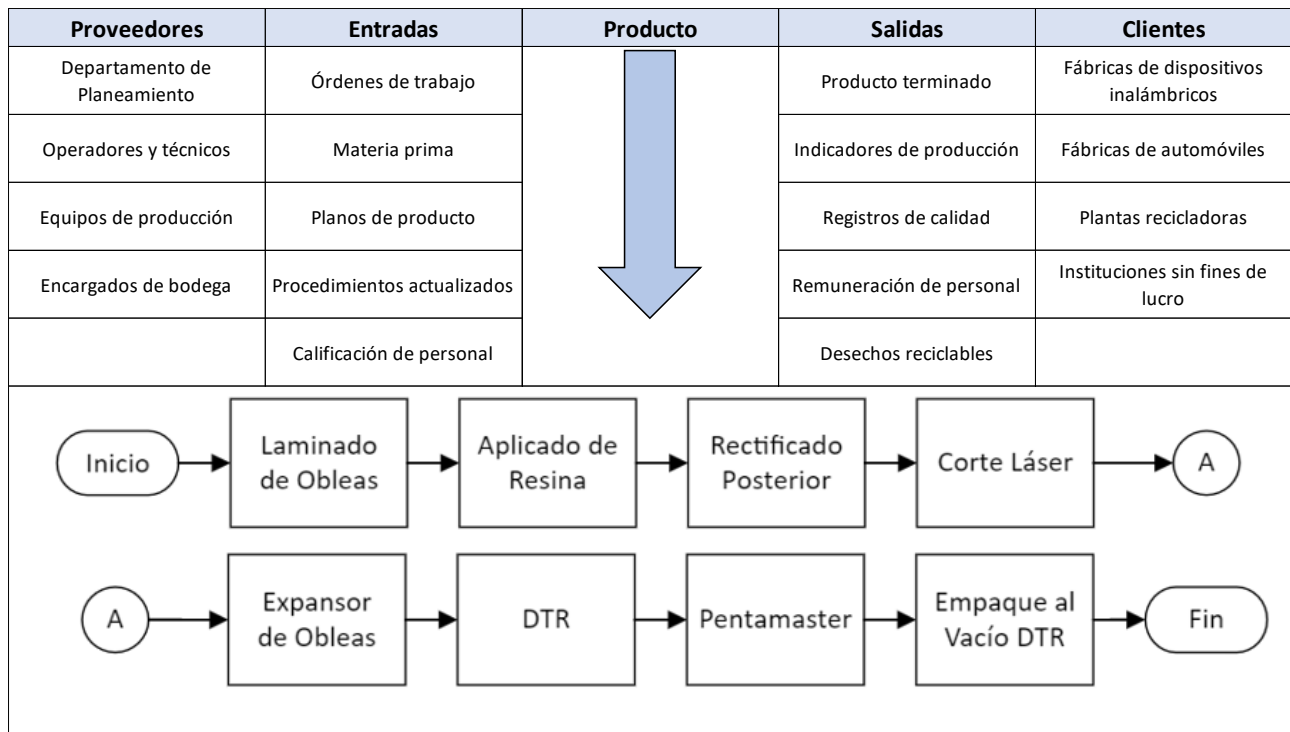 Proveedores Entradas Producto Salidas Clientes
Departamento de
Planeamiento
Órdenes de trabajo
Producto terminado
Fábricas de dispositivos
inalámbricos
Operadores y técnicos
Materia prima
Indicadores de producción
Fábricas de automóviles
Equipos de producción
Planos de producto
Registros de calidad
Plantas recicladoras
Encargados de bodega
Procedimientos actualizados
Remuneración de personal
Instituciones sin fines de
lucro
Calificación de personal
Desechos reciclables
Inicio
Laminado
de Obleas
Aplicado de
Resina
Rectificado
Posterior
Corte Láser
A
A
Expansor
de Obleas
DTR
Pentamaster
Empaque al
Vacío DTR
Fin